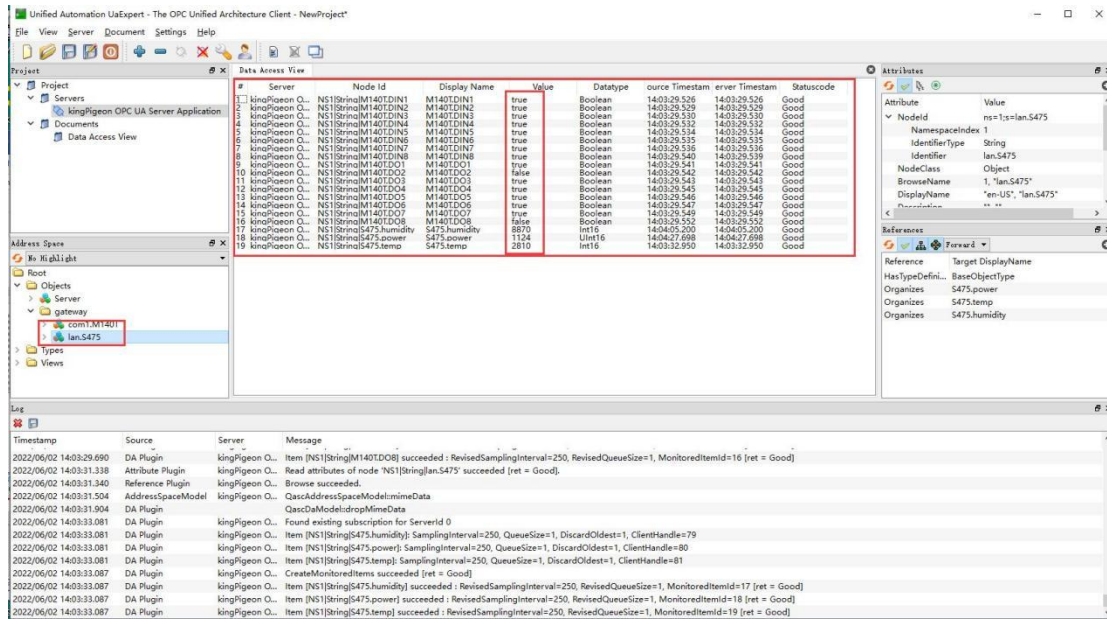 Unified Automation UaExpert - The OPC Unified Architecture Client - NewProject*
File View Server Document Settings Help
Project
Project
Servers
kingPigeon OPC UA Server Application
Documents
Data Access View
Address Space
No Highlight
Root
Objects
Server
gateway
com1.M140T
lan.S475
Types
Views
Data Access View
# Server Node Id Display Name Value Datatype ource Timestam erver Timestam Statuscode
1 kingPigeon O... NS1|String|M140T.DIN1 M140T.DIN1 true Boolean 14:03:29.526 14:03:29.526 Good
2 kingPigeon O... NS1|String|M140T.DIN2 M140T.DIN2 true Boolean 14:03:29.529 14:03:29.529 Good
3 kingPigeon O... NS1|String|M140T.DIN3 M140T.DIN3 true Boolean 14:03:29.530 14:03:29.530 Good
4 kingPigeon O... NS1|String|M140T.DIN4 M140T.DIN4 true Boolean 14:03:29.532 14:03:29.532 Good
5 kingPigeon O... NS1|String|M140T.DIN5 M140T.DIN5 true Boolean 14:03:29.534 14:03:29.534 Good
6 kingPigeon O... NS1|String|M140T.DIN6 M140T.DIN6 true Boolean 14:03:29.535 14:03:29.535 Good
7 kingPigeon O... NS1|String|M140T.DIN7 M140T.DIN7 true Boolean 14:03:29.536 14:03:29.536 Good
8 kingPigeon O... NS1|String|M140T.DIN8 M140T.DIN8 true Boolean 14:03:29.540 14:03:29.539 Good
9 kingPigeon O... NS1|String|M140T.DO1 M140T.DO1 true Boolean 14:03:29.541 14:03:29.541 Good
10 kingPigeon O... NS1|String|M140T.DO2 M140T.DO2 false Boolean 14:03:29.542 14:03:29.542 Good
11 kingPigeon O... NS1|String|M140T.DO3 M140T.DO3 true Boolean 14:03:29.543 14:03:29.543 Good
12 kingPigeon O... NS1|String|M140T.DO4 M140T.DO4 true Boolean 14:03:29.545 14:03:29.545 Good
13 kingPigeon O... NS1|String|M140T.DO5 M140T.DO5 true Boolean 14:03:29.546 14:03:29.546 Good
14 kingPigeon O... NS1|String|M140T.DO6 M140T.DO6 true Boolean 14:03:29.547 14:03:29.547 Good
15 kingPigeon O... NS1|String|M140T.DO7 M140T.DO7 true Boolean 14:03:29.549 14:03:29.549 Good
16 kingPigeon O... NS1|String|M140T.DO8 M140T.DO8 false Boolean 14:03:29.552 14:03:29.552 Good
17 kingPigeon O... NS1|String|S475.humidity S475.humidity 8870 Int16 14:04:05.200 14:04:05.200 Good
18 kingPigeon O... NS1|String|S475.power S475.power 1124 UInt16 14:04:27.698 14:04:27.698 Good
19 kingPigeon O... NS1|String|S475.temp S475.temp 2810 Int16 14:03:32.950 14:03:32.950 Good
Attributes
Attribute Value
NodeId ns=1;s=lan.S475
NamespaceIndex 1
IdentifierType String
Identifier lan.S475
NodeClass Object
BrowseName 1, "lan.S475"
DisplayName "en-US", "lan.S475"
References
Forward
Reference Target DisplayName
HasTypeDefini... BaseObjectType
Organizes S475.power
Organizes S475.temp
Organizes S475.humidity
Log
Timestamp Source Server Message
2022/06/02 14:03:29.690 DA Plugin kingPigeon O... Item [NS1|String|M140T.DO8] succeeded : RevisedSamplingInterval=250, RevisedQueueSize=1, MonitoredItemId=16 [ret = Good]
2022/06/02 14:03:31.338 Attribute Plugin kingPigeon O... Read attributes of node 'NS1|String|lan.S475' succeeded [ret = Good].
2022/06/02 14:03:31.340 Reference Plugin kingPigeon O... Browse succeeded.
2022/06/02 14:03:31.504 AddressSpaceModel kingPigeon O... QascAddressSpaceModel::mimeData
2022/06/02 14:03:31.904 DA Plugin QascDaModel::dropMimeData
2022/06/02 14:03:33.081 DA Plugin kingPigeon O... Found existing subscription for ServerId 0
2022/06/02 14:03:33.081 DA Plugin kingPigeon O... Item [NS1|String|S475.humidity]: SamplingInterval=250, QueueSize=1, DiscardOldest=1, ClientHandle=79
2022/06/02 14:03:33.081 DA Plugin kingPigeon O... Item [NS1|String|S475.power]: SamplingInterval=250, QueueSize=1, DiscardOldest=1, ClientHandle=80
2022/06/02 14:03:33.081 DA Plugin kingPigeon O... Item [NS1|String|S475.temp]: SamplingInterval=250, QueueSize=1, DiscardOldest=1, ClientHandle=81
2022/06/02 14:03:33.087 DA Plugin kingPigeon O... CreateMonitoredItems succeeded [ret = Good]
2022/06/02 14:03:33.087 DA Plugin kingPigeon O... Item [NS1|String|S475.humidity] succeeded : RevisedSamplingInterval=250, RevisedQueueSize=1, MonitoredItemId=17 [ret = Good]
2022/06/02 14:03:33.087 DA Plugin kingPigeon O... Item [NS1|String|S475.power] succeeded : RevisedSamplingInterval=250, RevisedQueueSize=1, MonitoredItemId=18 [ret = Good]
2022/06/02 14:03:33.087 DA Plugin kingPigeon O... Item [NS1|String|S475.temp] succeeded : RevisedSamplingInterval=250, RevisedQueueSize=1, MonitoredItemId=19 [ret = Good]